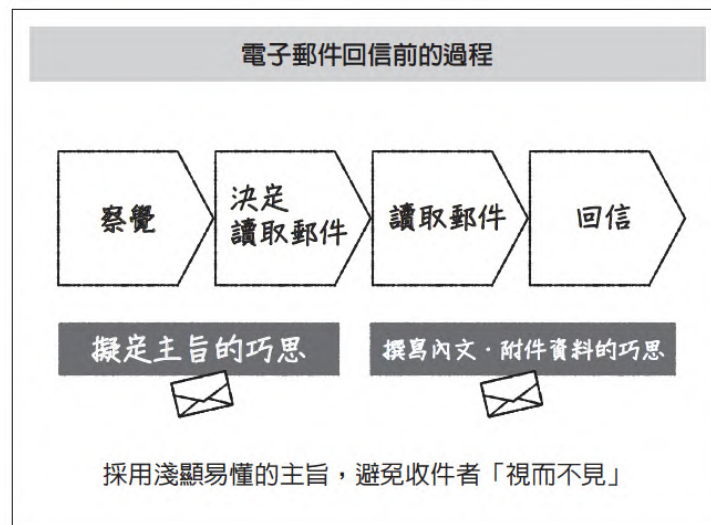 電子郵件回信前的過程
察覺
決定
讀取郵件
讀取郵件
回信
擬定主旨的巧思
撰寫內文·附件資料的巧思
採用淺顯易懂的主旨，避免收件者「視而不見」